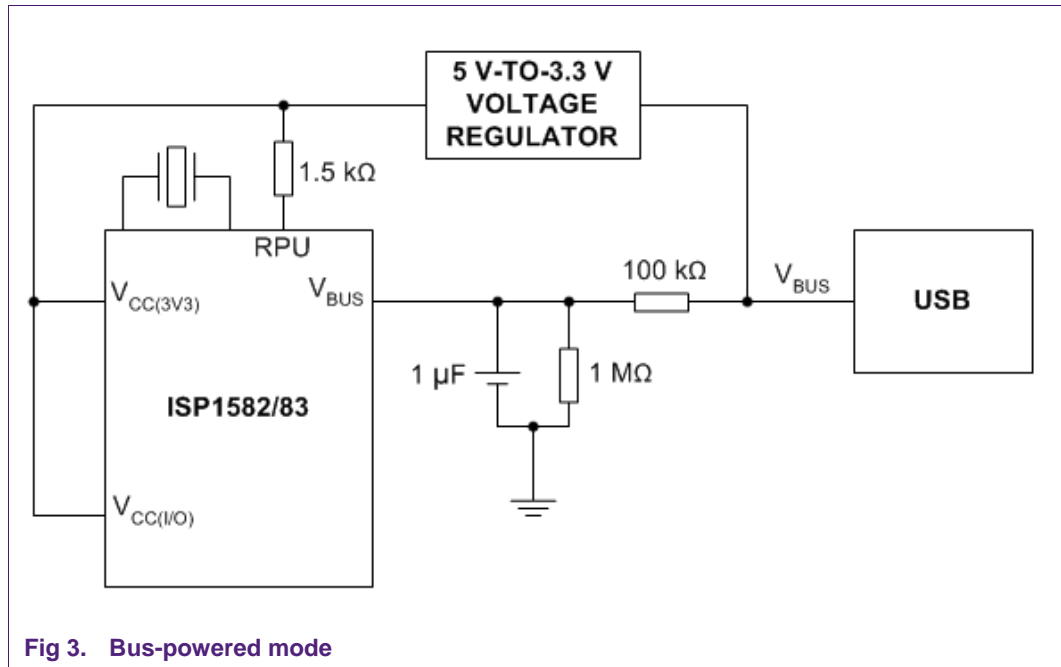 5 V-TO-3.3 V
VOLTAGE
REGULATOR
1.5 kΩ
RPU
VCC(3V3)
VBUS
100 kΩ
VBUS
USB
1 µF
1 MΩ
ISP1582/83
VCC(I/O)
Fig 3. Bus-powered mode